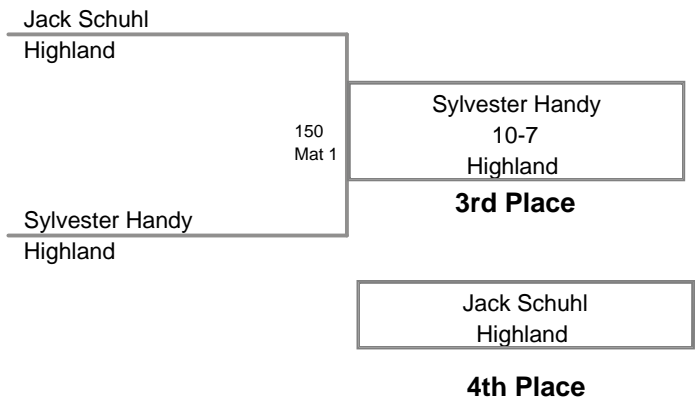 Jack Schuhl
Highland
Sylvester Handy
10-7
Highland
150
Mat 1
3rd Place
Sylvester Handy
Highland
Jack Schuhl
Highland
4th Place